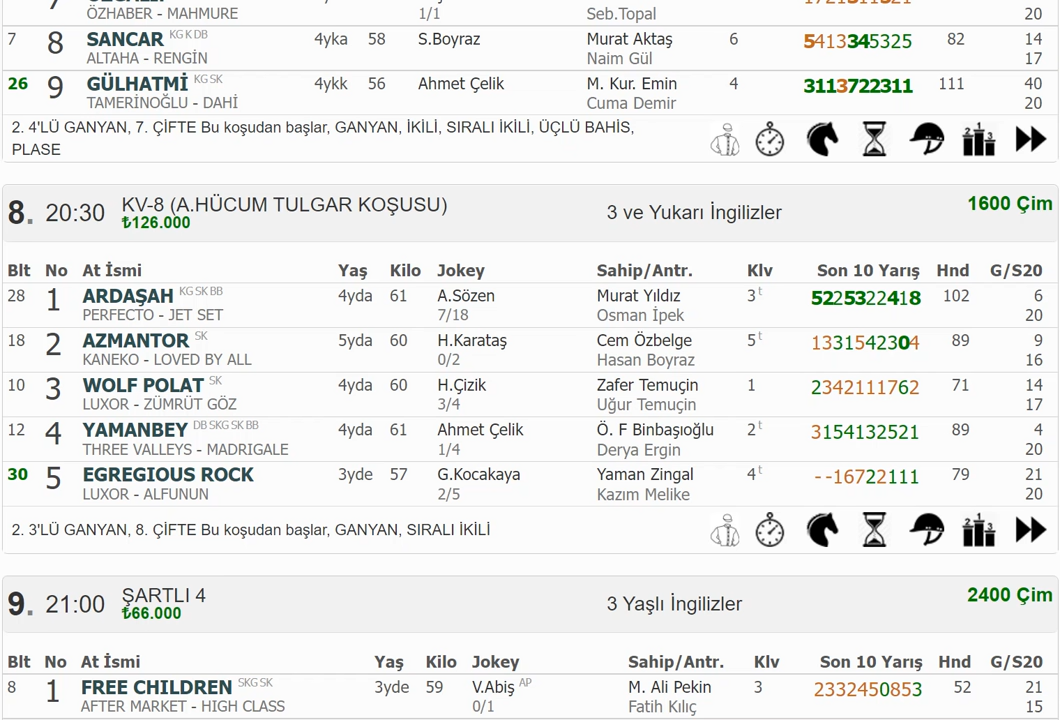 ÖZHABER - MAHMURE 1/1 Seb.Topal 20
7 8 SANCAR KG K DB 4yka 58 S.Boyraz Murat Aktaş 6 5413345325 82 14
ALTAHA - RENGİN Naim Gül 17
26 9 GÜLHATMİ KG SK 4ykk 56 Ahmet Çelik M. Kur. Emin 4 3113722311 111 40
TAMERİNOĞLU - DAHİ Cuma Demir 20
2. 4'LÜ GANYAN, 7. ÇİFTE Bu koşudan başlar, GANYAN, İKİLİ, SIRALI İKİLİ, ÜÇLÜ BAHİS,
PLASE
8. 20:30 KV-8 (A.HÜCUM TULGAR KOŞUSU) 3 ve Yukarı İngilizler 1600 Çim
₺126.000
Blt No At İsmi Yaş Kilo Jokey Sahip/Antr. Klv Son 10 Yarış Hnd G/S20
28 1 ARDAŞAH KG SK BB 4yda 61 A.Sözen Murat Yıldız 3 t 5225322418 102 6
PERFECTO - JET SET 7/18 Osman İpek 20
18 2 AZMANTOR SK 5yda 60 H.Karataş Cem Özbelge 5 t 1331542304 89 9
KANEKO - LOVED BY ALL 0/2 Hasan Boyraz 16
10 3 WOLF POLAT SK 4yda 60 H.Çizik Zafer Temuçin 1 2342111762 71 14
LUXOR - ZÜMRÜT GÖZ 3/4 Uğur Temuçin 17
12 4 YAMANBEY DB SKG SK BB 4yda 61 Ahmet Çelik Ö. F Binbaşıoğlu 2 t 3154132521 89 4
THREE VALLEYS - MADRIGALE 1/4 Derya Ergin 20
30 5 EGREGIOUS ROCK 3yde 57 G.Kocakaya Yaman Zingal 4 t --16722111 79 21
LUXOR - ALFUNUN 2/5 Kazım Melike 20
2. 3'LÜ GANYAN, 8. ÇİFTE Bu koşudan başlar, GANYAN, SIRALI İKİLİ
9. 21:00 ŞARTLI 4 3 Yaşlı İngilizler 2400 Çim
₺66.000
Blt No At İsmi Yaş Kilo Jokey Sahip/Antr. Klv Son 10 Yarış Hnd G/S20
8 1 FREE CHILDREN SKG SK 3yde 59 V.Abiş AP M. Ali Pekin 3 2332450853 52 21
AFTER MARKET - HIGH CLASS 0/1 Fatih Kılıç 15